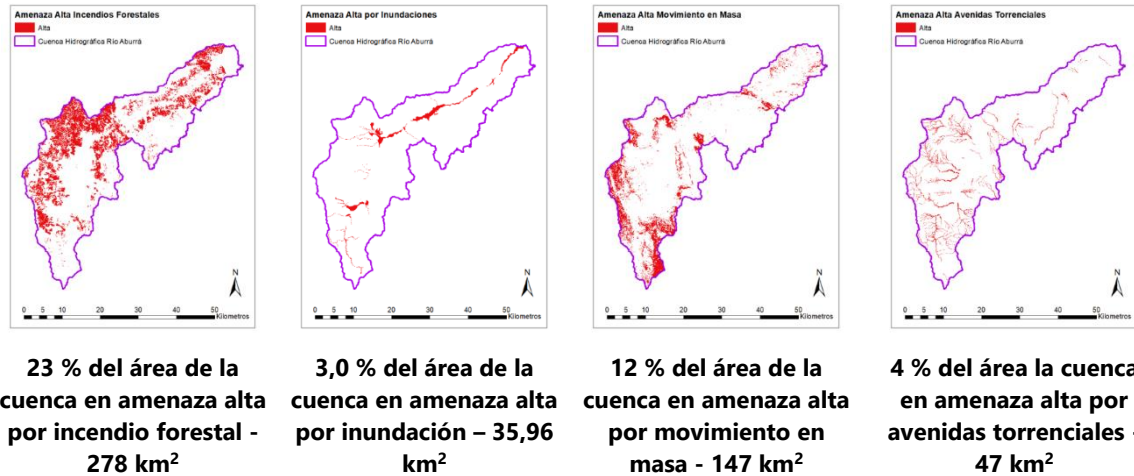 Amenaza Alta Incendios Forestales
Alta
Cuenca Hidrográfica Río Aburrá
N
0 5 10 20 30 40 50
Kilometros
23 % del área de la
cuenca en amenaza alta
por incendio forestal -
278 km²
Amenaza Alta por Inundaciones
Alta
Cuenca Hidrográfica Río Aburrá
N
0 5 10 20 30 40 50
Kilometros
3,0 % del área de la
cuenca en amenaza alta
por inundación – 35,96
km²
Amenaza Alta Movimiento en Masa
Alta
Cuenca Hidrográfica Río Aburrá
N
0 5 10 20 30 40 50
Kilometros
12 % del área de la
cuenca en amenaza alta
por movimiento en
masa - 147 km²
Amenaza Alta Avenidas Torrenciales
Alta
Cuenca Hidrográfica Río Aburrá
N
0 5 10 20 30 40 50
Kilometros
4 % del área la cuenca
en amenaza alta por
avenidas torrenciales -
47 km²